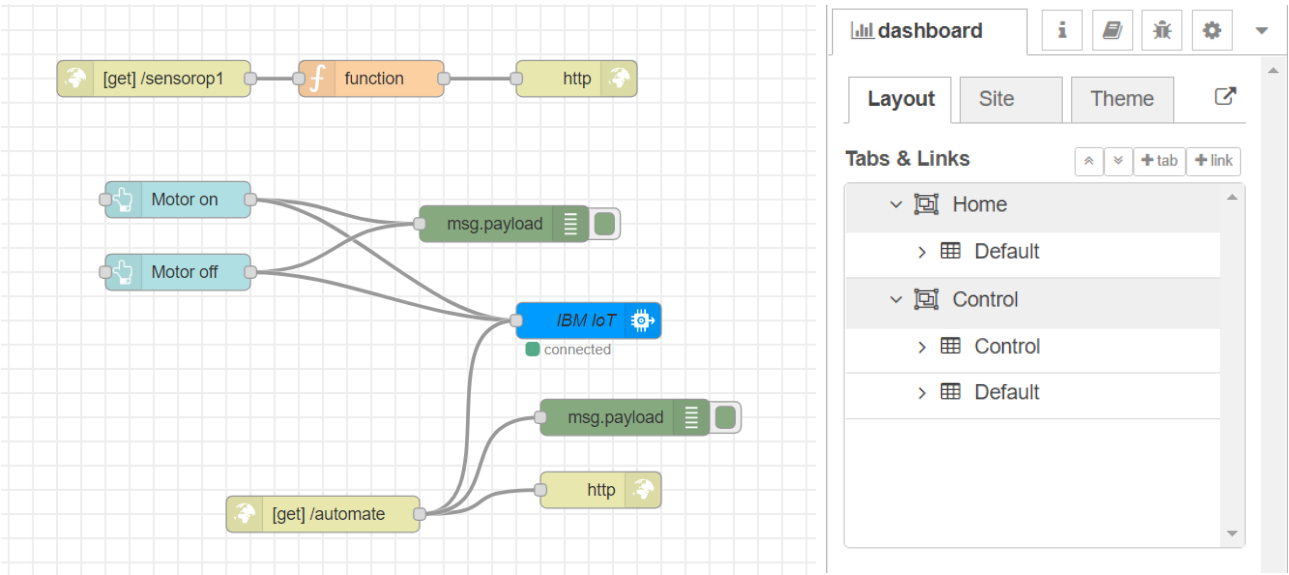 [get] /sensorop1
function
http
Motor on
msg.payload
Motor off
IBM IoT
connected
msg.payload
http
[get] /automate
dashboard
i
Layout
Site
Theme
Tabs & Links
+ tab
+ link
Home
Default
Control
Control
Default